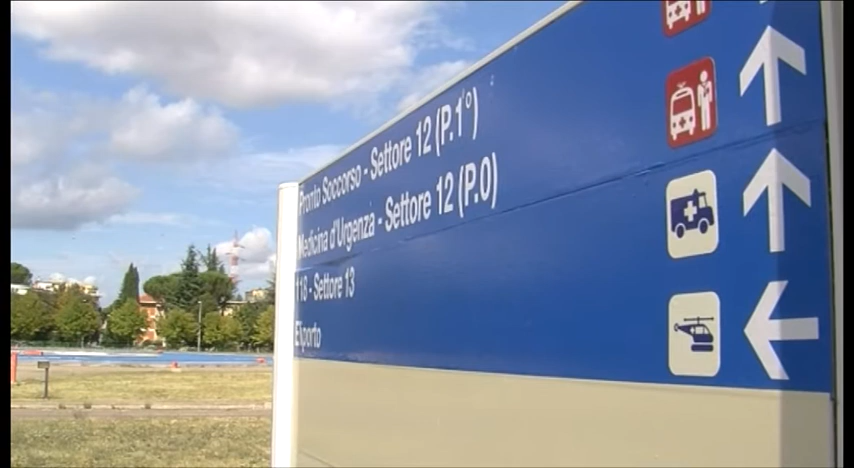 Pronto Soccorso - Settore 12 (P.1°)
Medicina d'Urgenza - Settore 12 (P.0)
118 - Settore 13
Eliporto